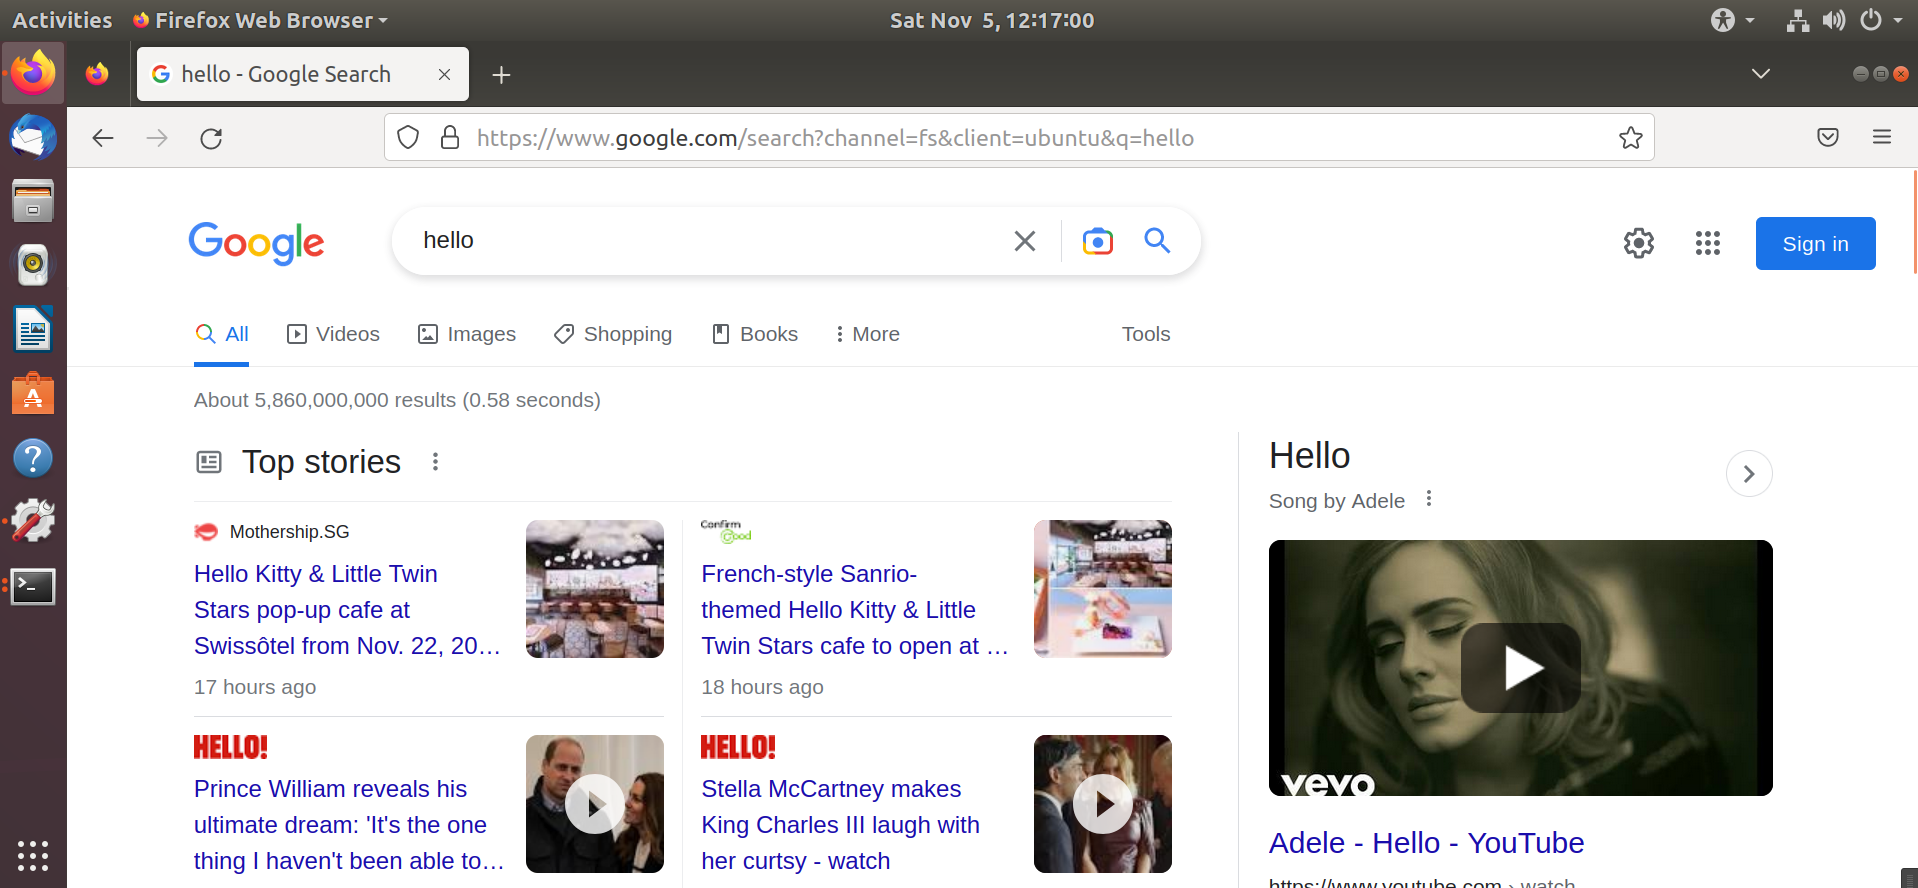 Activities
Firefox Web Browser
Sat Nov 5, 12:17:00
hello - Google Search
https://www.google.com/search?channel=fs&client=ubuntu&q=hello
Google
hello
Sign in
All
Videos
Images
Shopping
Books
More
Tools
About 5,860,000,000 results (0.58 seconds)
Top stories
Mothership.SG
Hello Kitty & Little Twin
Stars pop-up cafe at
Swissôtel from Nov. 22, 20…
17 hours ago
Confirm
Good
French-style Sanrio-
themed Hello Kitty & Little
Twin Stars cafe to open at …
18 hours ago
HELLO!
Prince William reveals his
ultimate dream: 'It's the one
thing I haven't been able to…
HELLO!
Stella McCartney makes
King Charles III laugh with
her curtsy - watch
Hello
Song by Adele
vevo
Adele - Hello - YouTube
https://www.youtube.com › watch